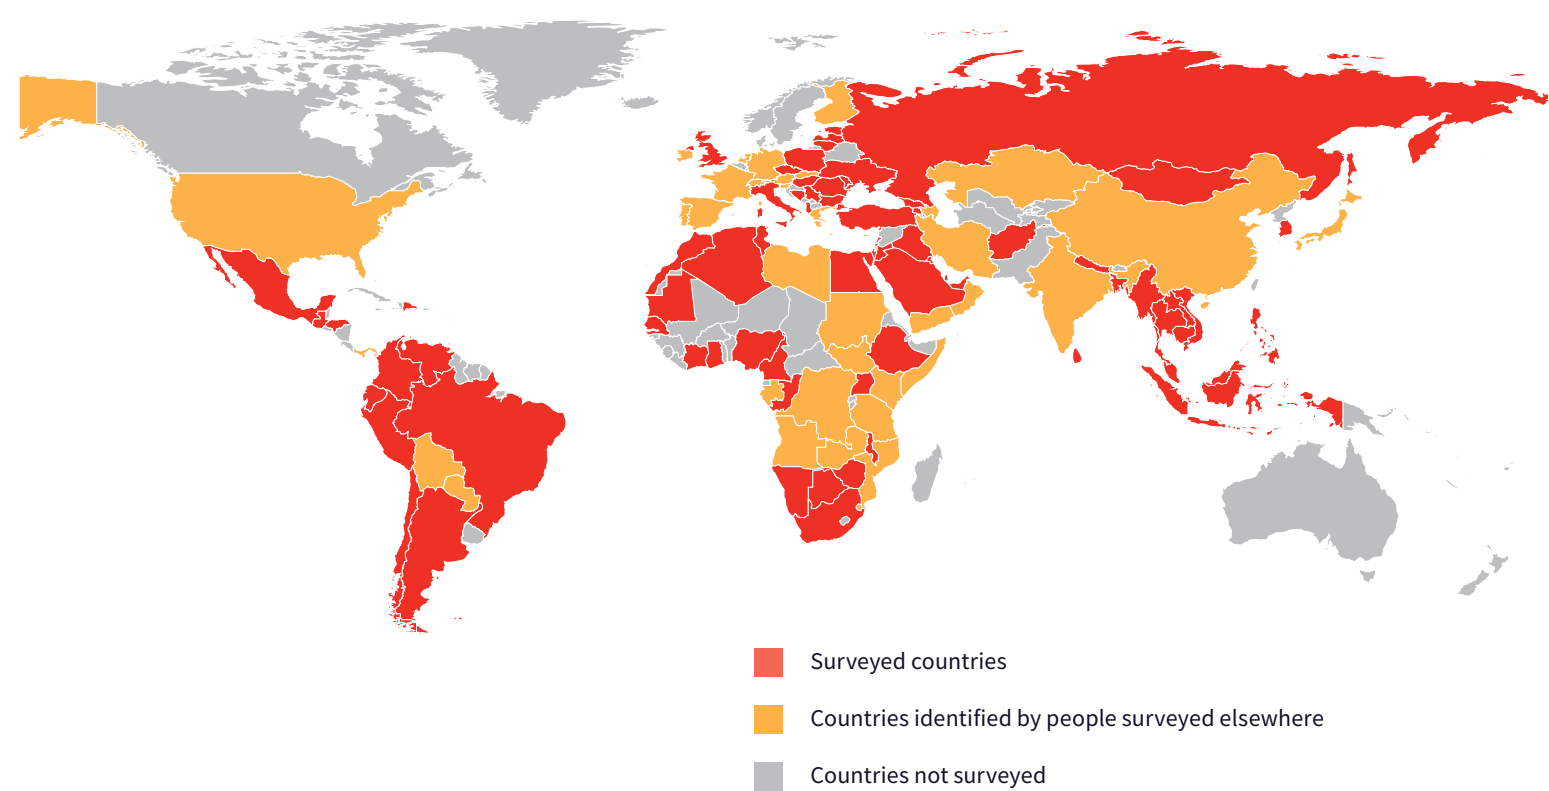 Surveyed countries
Countries identified by people surveyed elsewhere
Countries not surveyed